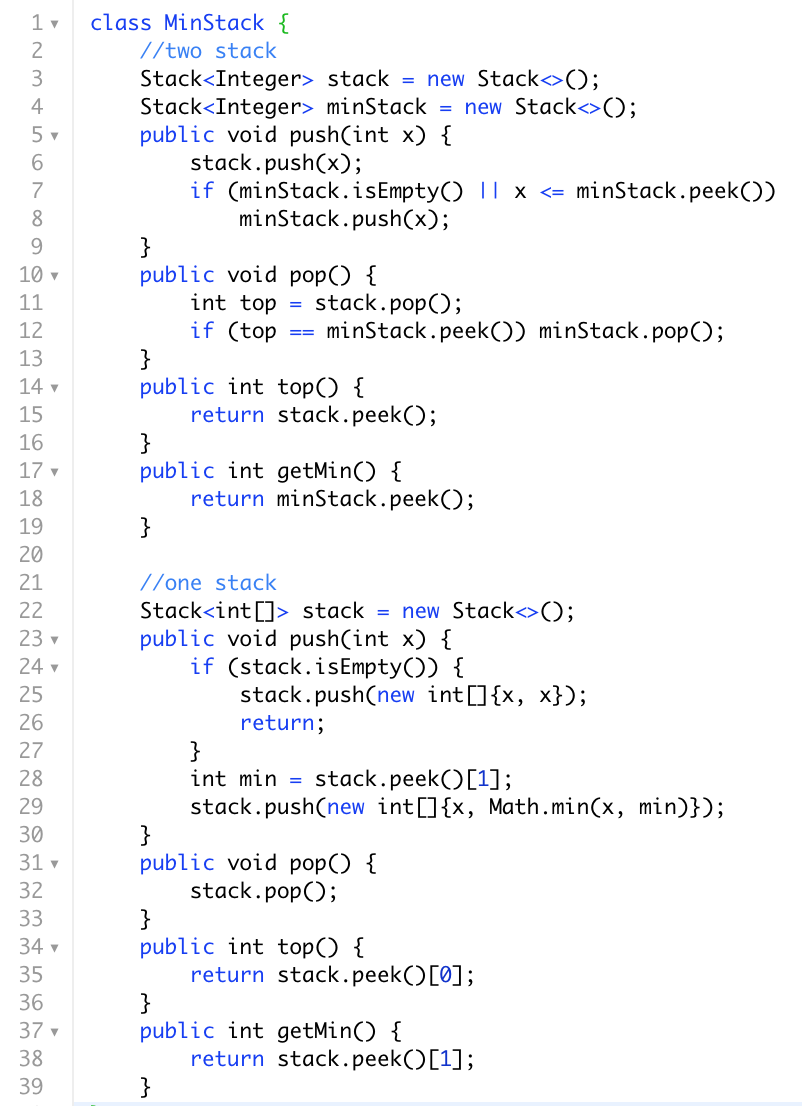 1 class MinStack {
2     //two stack
3     Stack<Integer> stack = new Stack<>();
4     Stack<Integer> minStack = new Stack<>();
5     public void push(int x) {
6         stack.push(x);
7         if (minStack.isEmpty() || x <= minStack.peek())
8             minStack.push(x);
9     }
10     public void pop() {
11         int top = stack.pop();
12         if (top == minStack.peek()) minStack.pop();
13     }
14     public int top() {
15         return stack.peek();
16     }
17     public int getMin() {
18         return minStack.peek();
19     }
20
21     //one stack
22     Stack<int[]> stack = new Stack<>();
23     public void push(int x) {
24         if (stack.isEmpty()) {
25             stack.push(new int[]{x, x});
26             return;
27         }
28         int min = stack.peek()[1];
29         stack.push(new int[]{x, Math.min(x, min)});
30     }
31     public void pop() {
32         stack.pop();
33     }
34     public int top() {
35         return stack.peek()[0];
36     }
37     public int getMin() {
38         return stack.peek()[1];
39     }